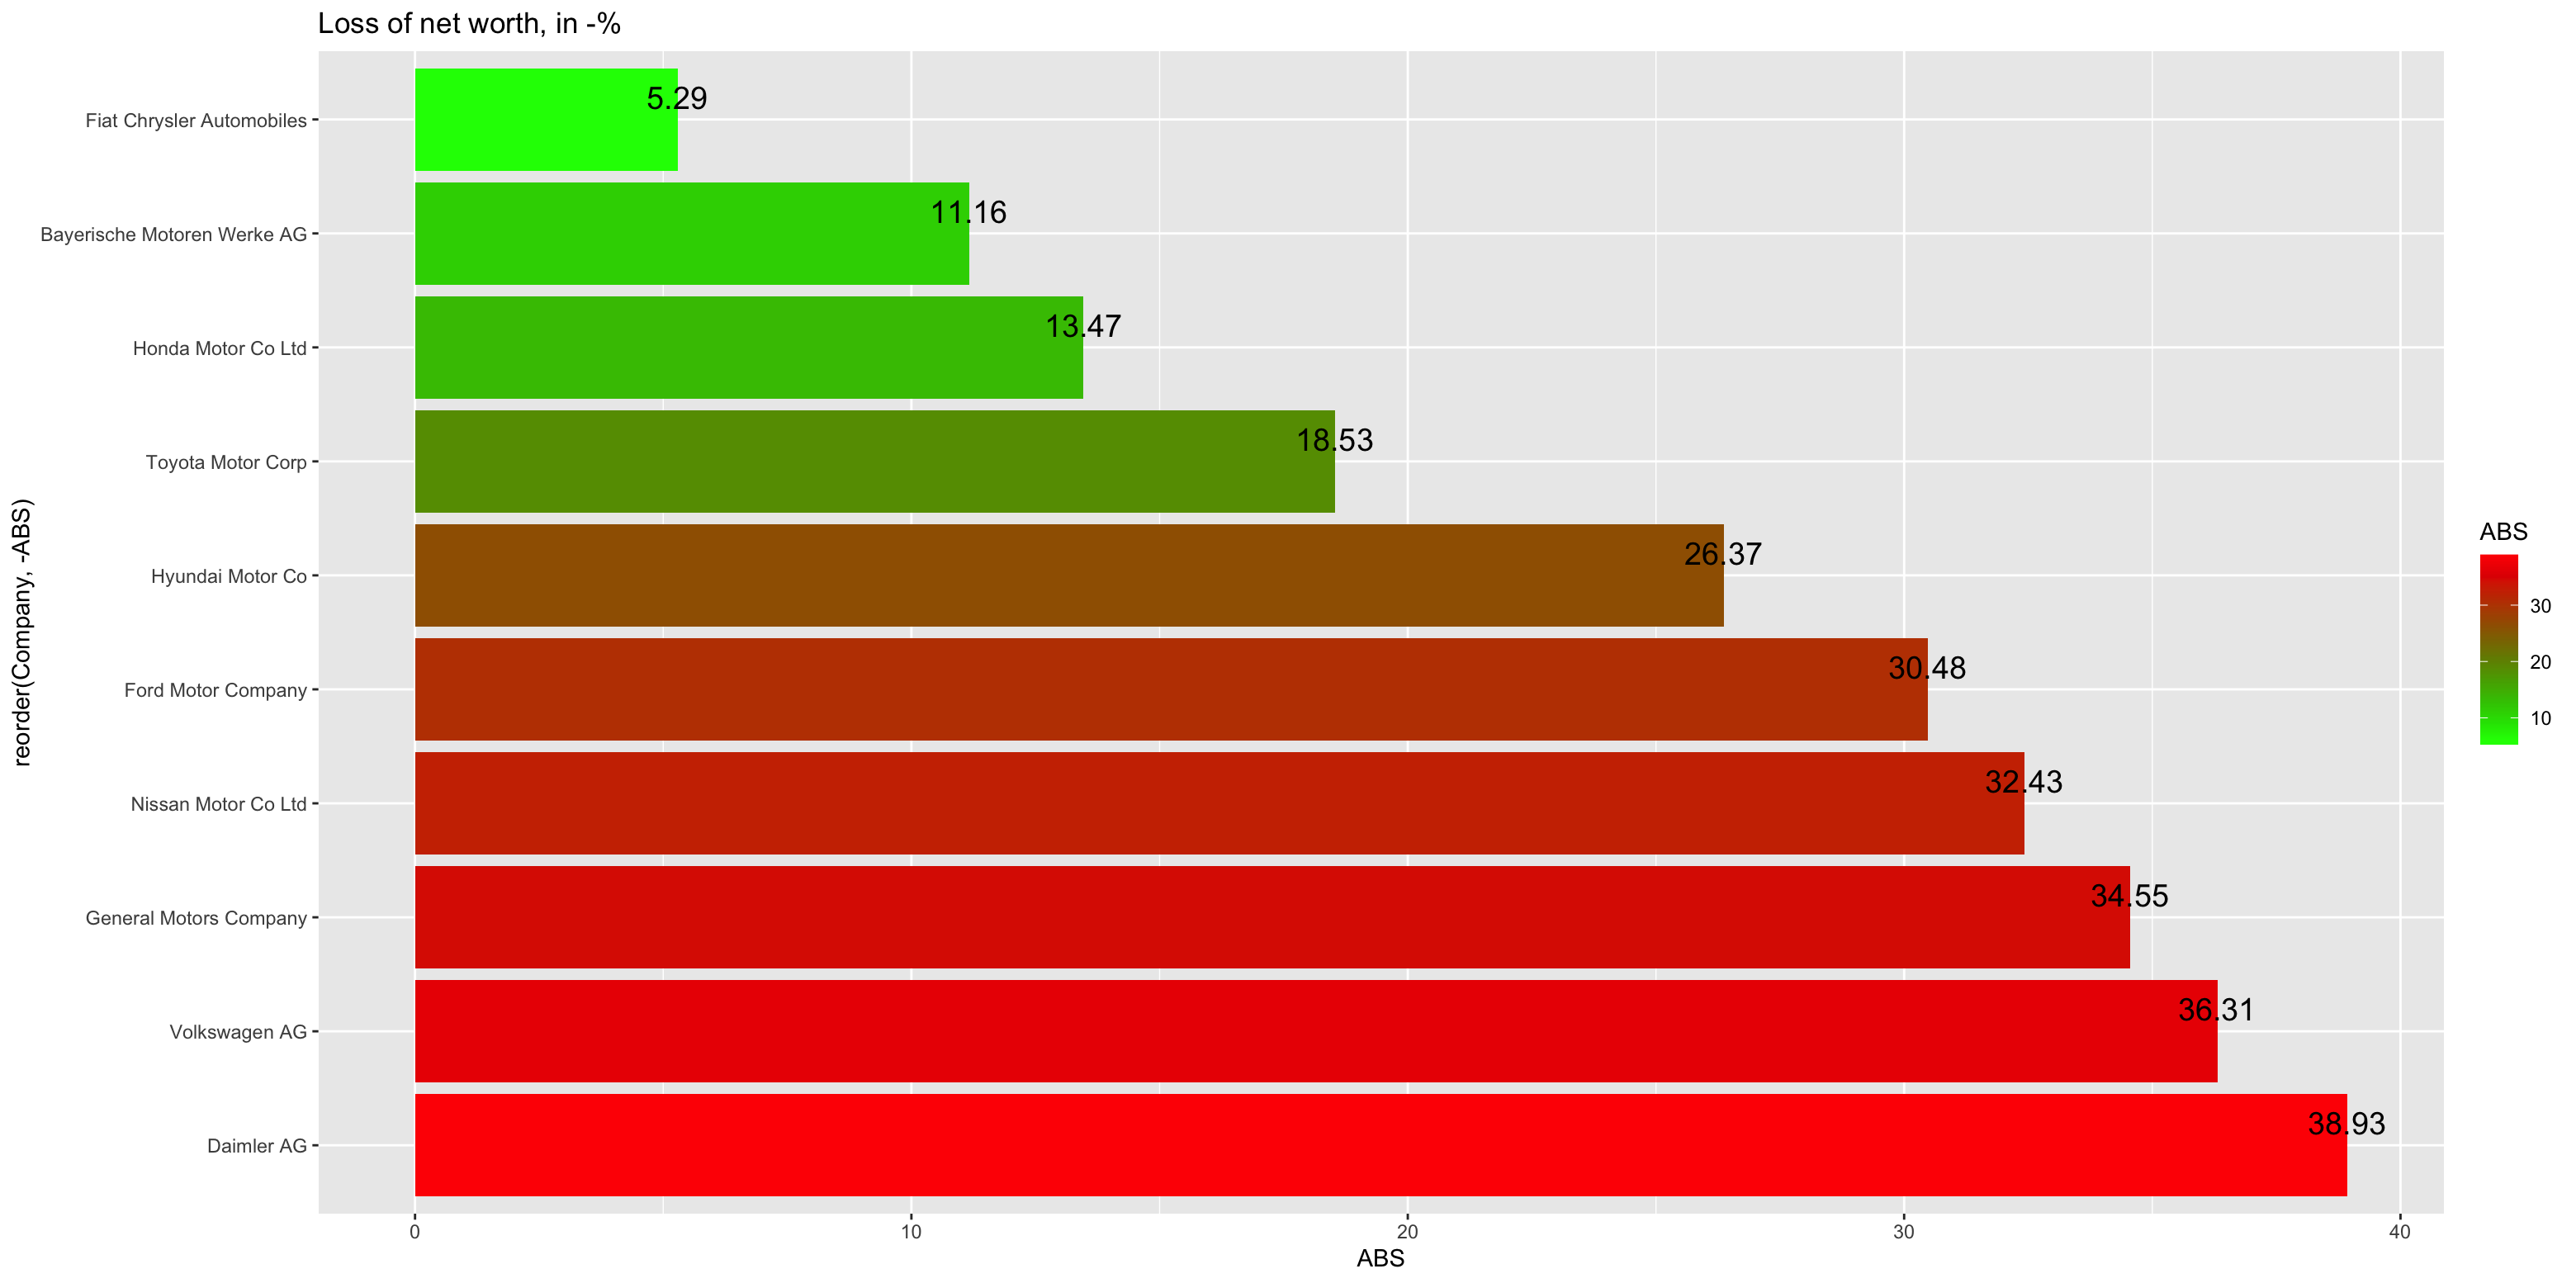 Loss of net worth, in -%
Fiat Chrysler Automobiles 5.29
Bayerische Motoren Werke AG 11.16
Honda Motor Co Ltd 13.47
Toyota Motor Corp 18.53
Hyundai Motor Co 26.37
Ford Motor Company 30.48
Nissan Motor Co Ltd 32.43
General Motors Company 34.55
Volkswagen AG 36.31
Daimler AG 38.93
reorder(Company, -ABS)
0 10 20 30 40
ABS
ABS
30
20
10